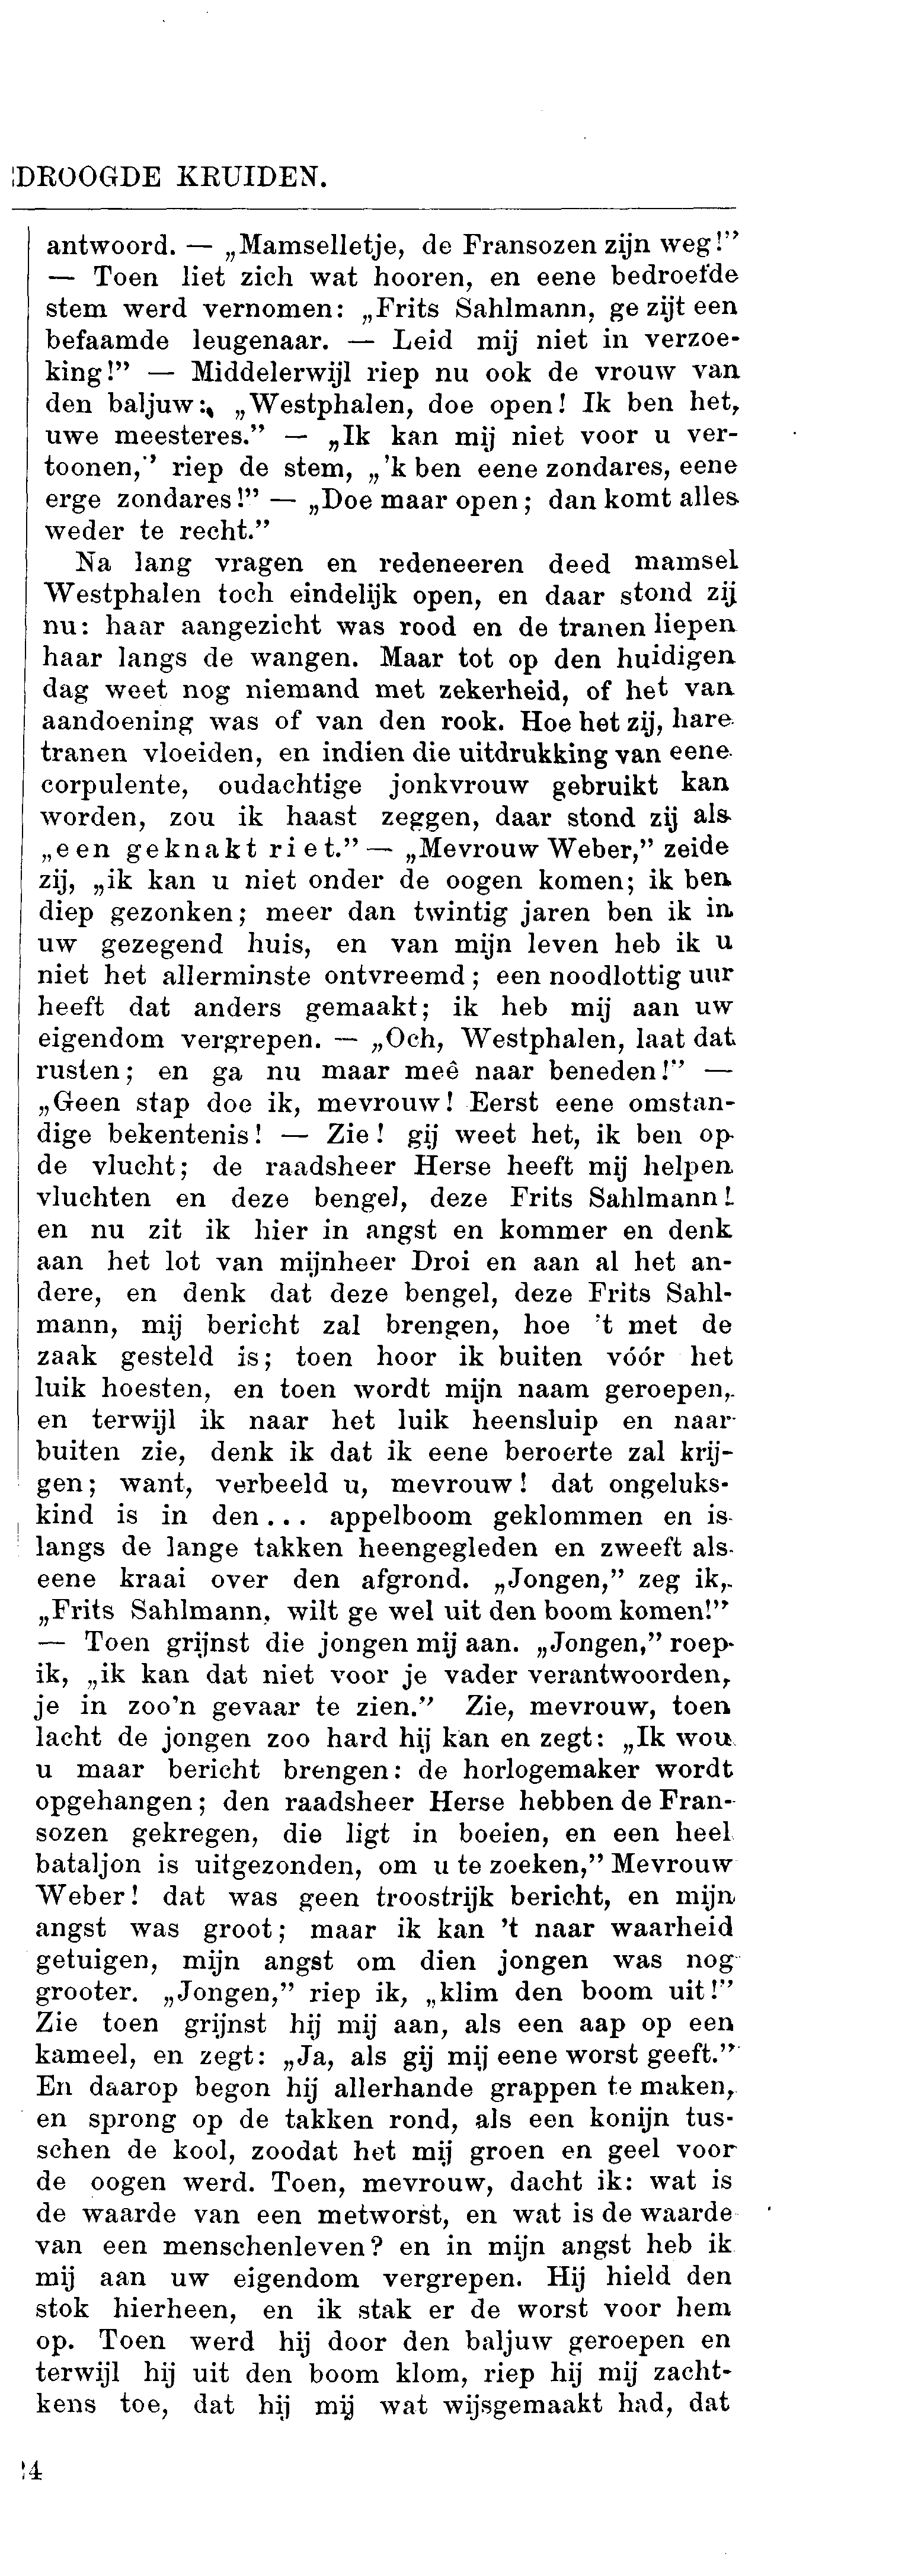 DROOGDE KRUIDEN.
antwoord. — „Mamselletje, de Fransozen zijn weg!”
— Toen liet zich wat hooren, en eene bedroefde
stem werd vernomen: „Frits Sahlmann, ge zijt een
befaamde leugenaar. — Leid mij niet in verzoe-
king!” — Middelerwijl riep nu ook de vrouw van
den baljuw: „Westphalen, doe open! Ik ben het,
uwe meesteres.” — „Ik kan mij niet voor u ver-
toonen,” riep de stem, „'k ben eene zondares, eene
erge zondares!” — „Doe maar open; dan komt alles
weder te recht.”
Na lang vragen en redeneeren deed mamsel
Westphalen toch eindelijk open, en daar stond zij
nu: haar aangezicht was rood en de tranen liepen
haar langs de wangen. Maar tot op den huidigen
dag weet nog niemand met zekerheid, of het van
aandoening was of van den rook. Hoe het zij, hare
tranen vloeiden, en indien die uitdrukking van eene
corpulente, oudachtige jonkvrouw gebruikt kan
worden, zou ik haast zeggen, daar stond zij als
„een geknakt riet.” — „Mevrouw Weber,” zeide
zij, „ik kan u niet onder de oogen komen; ik ben
diep gezonken; meer dan twintig jaren ben ik in
uw gezegend huis, en van mijn leven heb ik u
niet het allerminste ontvreemd; een noodlottig uur
heeft dat anders gemaakt; ik heb mij aan uw
eigendom vergrepen. — „Och, Westphalen, laat dat
rusten; en ga nu maar meê naar beneden!” —
„Geen stap doe ik, mevrouw! Eerst eene omstan-
dige bekentenis! — Zie! gij weet het, ik ben op
de vlucht; de raadsheer Herse heeft mij helpen
vluchten en deze bengel, deze Frits Sahlmann!
en nu zit ik hier in angst en kommer en denk
aan het lot van mijnheer Droi en aan al het an-
dere, en denk dat deze bengel, deze Frits Sahl-
mann, mij bericht zal brengen, hoe 't met de
zaak gesteld is; toen hoor ik buiten vóór het
luik hoesten, en toen wordt mijn naam geroepen,
en terwijl ik naar het luik heensluip en naar
buiten zie, denk ik dat ik eene beroerte zal krij-
gen; want, verbeeld u, mevrouw! dat ongeluks-
kind is in den... appelboom geklommen en is
langs de lange takken heengegleden en zweeft als
eene kraai over den afgrond. „Jongen,” zeg ik,
„Frits Sahlmann, wilt ge wel uit den boom komen!”
— Toen grijnst die jongen mij aan. „Jongen,” roep
ik, „ik kan dat niet voor je vader verantwoorden,
je in zoo'n gevaar te zien.” Zie, mevrouw, toen
lacht de jongen zoo hard hij kan en zegt: „Ik wou
u maar bericht brengen: de horlogemaker wordt
opgehangen; den raadsheer Herse hebben de Fran-
sozen gekregen, die ligt in boeien, en een heel
bataljon is uitgezonden, om u te zoeken,” Mevrouw
Weber! dat was geen troostrijk bericht, en mijn
angst was groot; maar ik kan 't naar waarheid
getuigen, mijn angst om dien jongen was nog
grooter. „Jongen,” riep ik, „klim den boom uit!”
Zie toen grijnst hij mij aan, als een aap op een
kameel, en zegt: „Ja, als gij mij eene worst geeft.”
En daarop begon hij allerhande grappen te maken,
en sprong op de takken rond, als een konijn tus-
schen de kool, zoodat het mij groen en geel voor
de oogen werd. Toen, mevrouw, dacht ik: wat is
de waarde van een metworst, en wat is de waarde
van een menschenleven? en in mijn angst heb ik
mij aan uw eigendom vergrepen. Hij hield den
stok hierheen, en ik stak er de worst voor hem
op. Toen werd hij door den baljuw geroepen en
terwijl hij uit den boom klom, riep hij mij zacht-
kens toe, dat hij mij wat wijsgemaakt had, dat
4